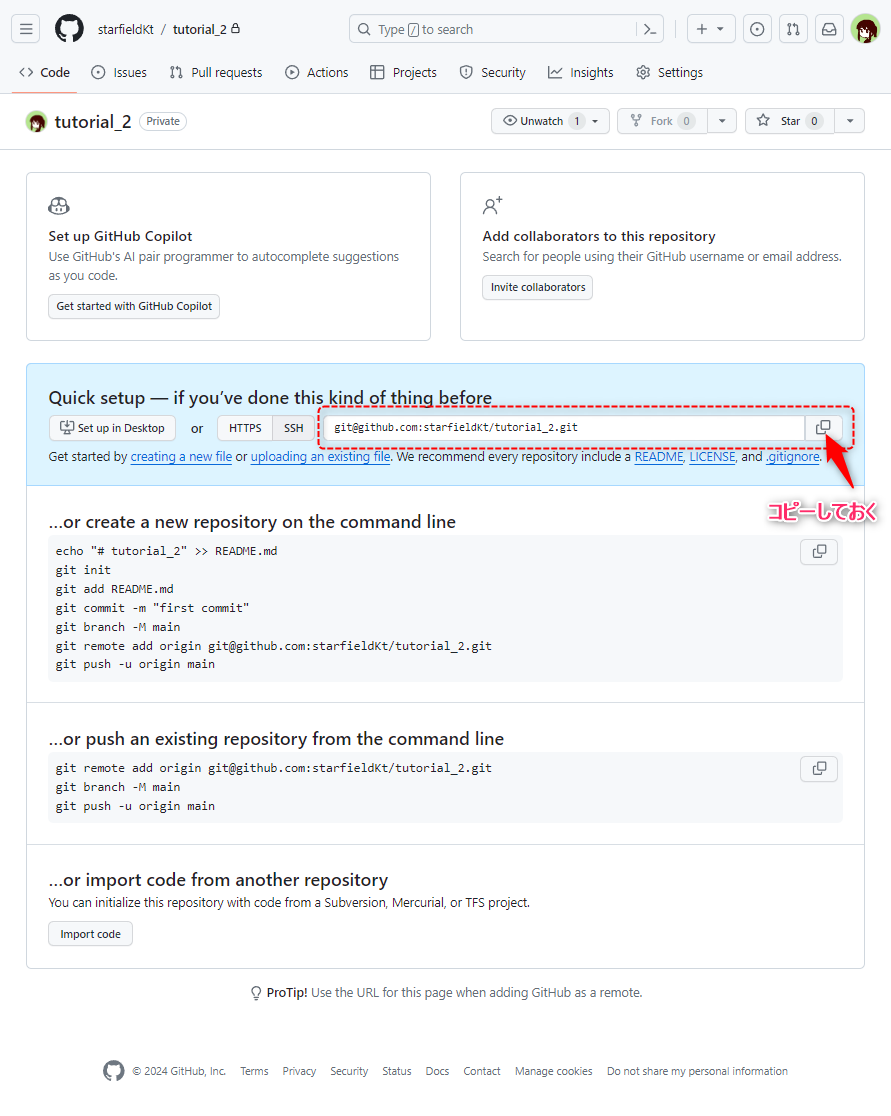 starfieldKt / tutorial_2
Type / to search
Code Issues Pull requests Actions Projects Security Insights Settings
tutorial_2 Private
Unwatch 1 Fork 0 Star 0
Set up GitHub Copilot
Use GitHub's AI pair programmer to autocomplete suggestions
as you code.
Get started with GitHub Copilot
Add collaborators to this repository
Search for people using their GitHub username or email address.
Invite collaborators
Quick setup — if you’ve done this kind of thing before
Set up in Desktop or HTTPS SSH git@github.com:starfieldKt/tutorial_2.git
Get started by creating a new file or uploading an existing file. We recommend every repository include a README, LICENSE, and .gitignore.
コピーしておく
…or create a new repository on the command line
echo "# tutorial_2" >> README.md
git init
git add README.md
git commit -m "first commit"
git branch -M main
git remote add origin git@github.com:starfieldKt/tutorial_2.git
git push -u origin main
…or push an existing repository from the command line
git remote add origin git@github.com:starfieldKt/tutorial_2.git
git branch -M main
git push -u origin main
…or import code from another repository
You can initialize this repository with code from a Subversion, Mercurial, or TFS project.
Import code
ProTip! Use the URL for this page when adding GitHub as a remote.
© 2024 GitHub, Inc. Terms Privacy Security Status Docs Contact Manage cookies Do not share my personal information